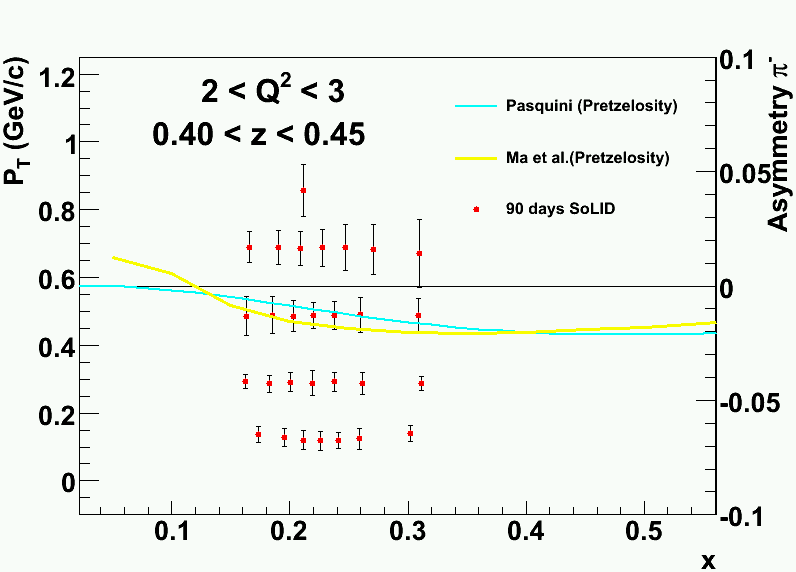 2 < Q² < 3
0.40 < z < 0.45
Pasquini (Pretzelosity)
Ma et al.(Pretzelosity)
90 days SoLID
P_T (GeV/c)
1.2
1
0.8
0.6
0.4
0.2
0
0.1
0.2
0.3
0.4
0.5
x
0.1
0.05
0
-0.05
-0.1
Asymmetry π⁻